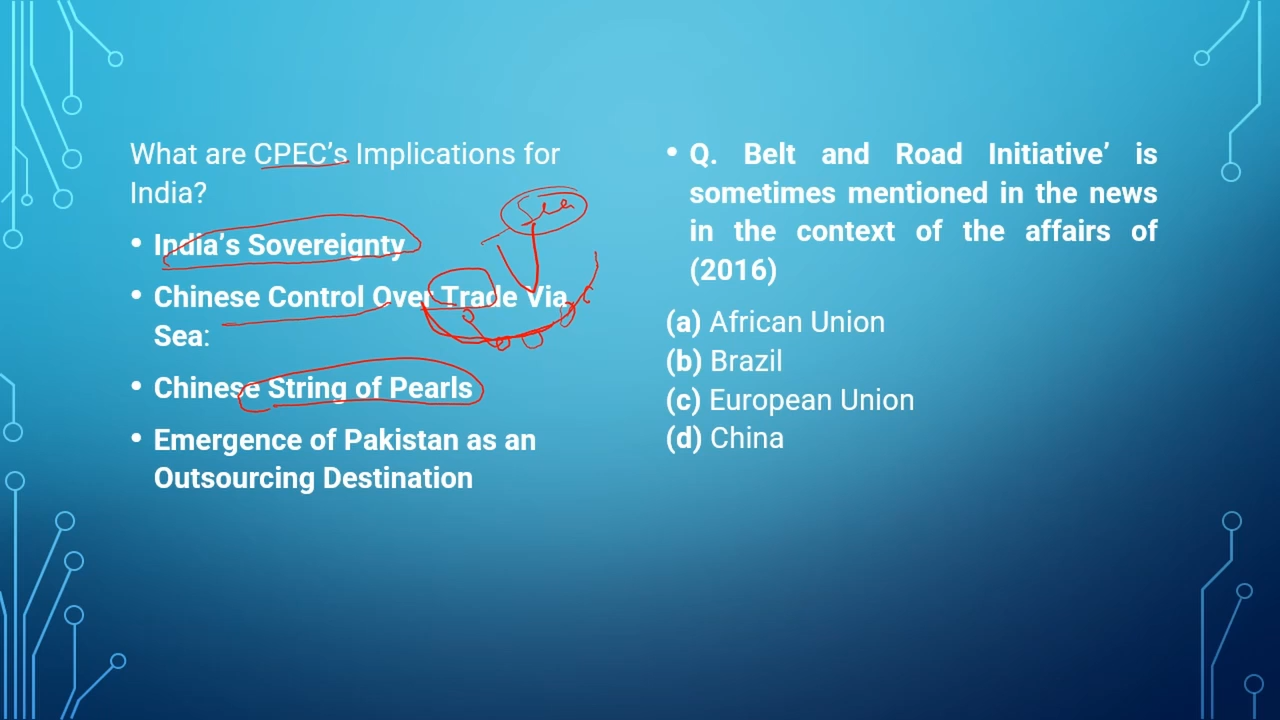 What are CPEC’s Implications for
India?
• India’s Sovereignty
• Chinese Control Over Trade Via
Sea:
• Chinese String of Pearls
• Emergence of Pakistan as an
Outsourcing Destination
• Q. Belt and Road Initiative’ is
sometimes mentioned in the news
in the context of the affairs of
(2016)
(a) African Union
(b) Brazil
(c) European Union
(d) China